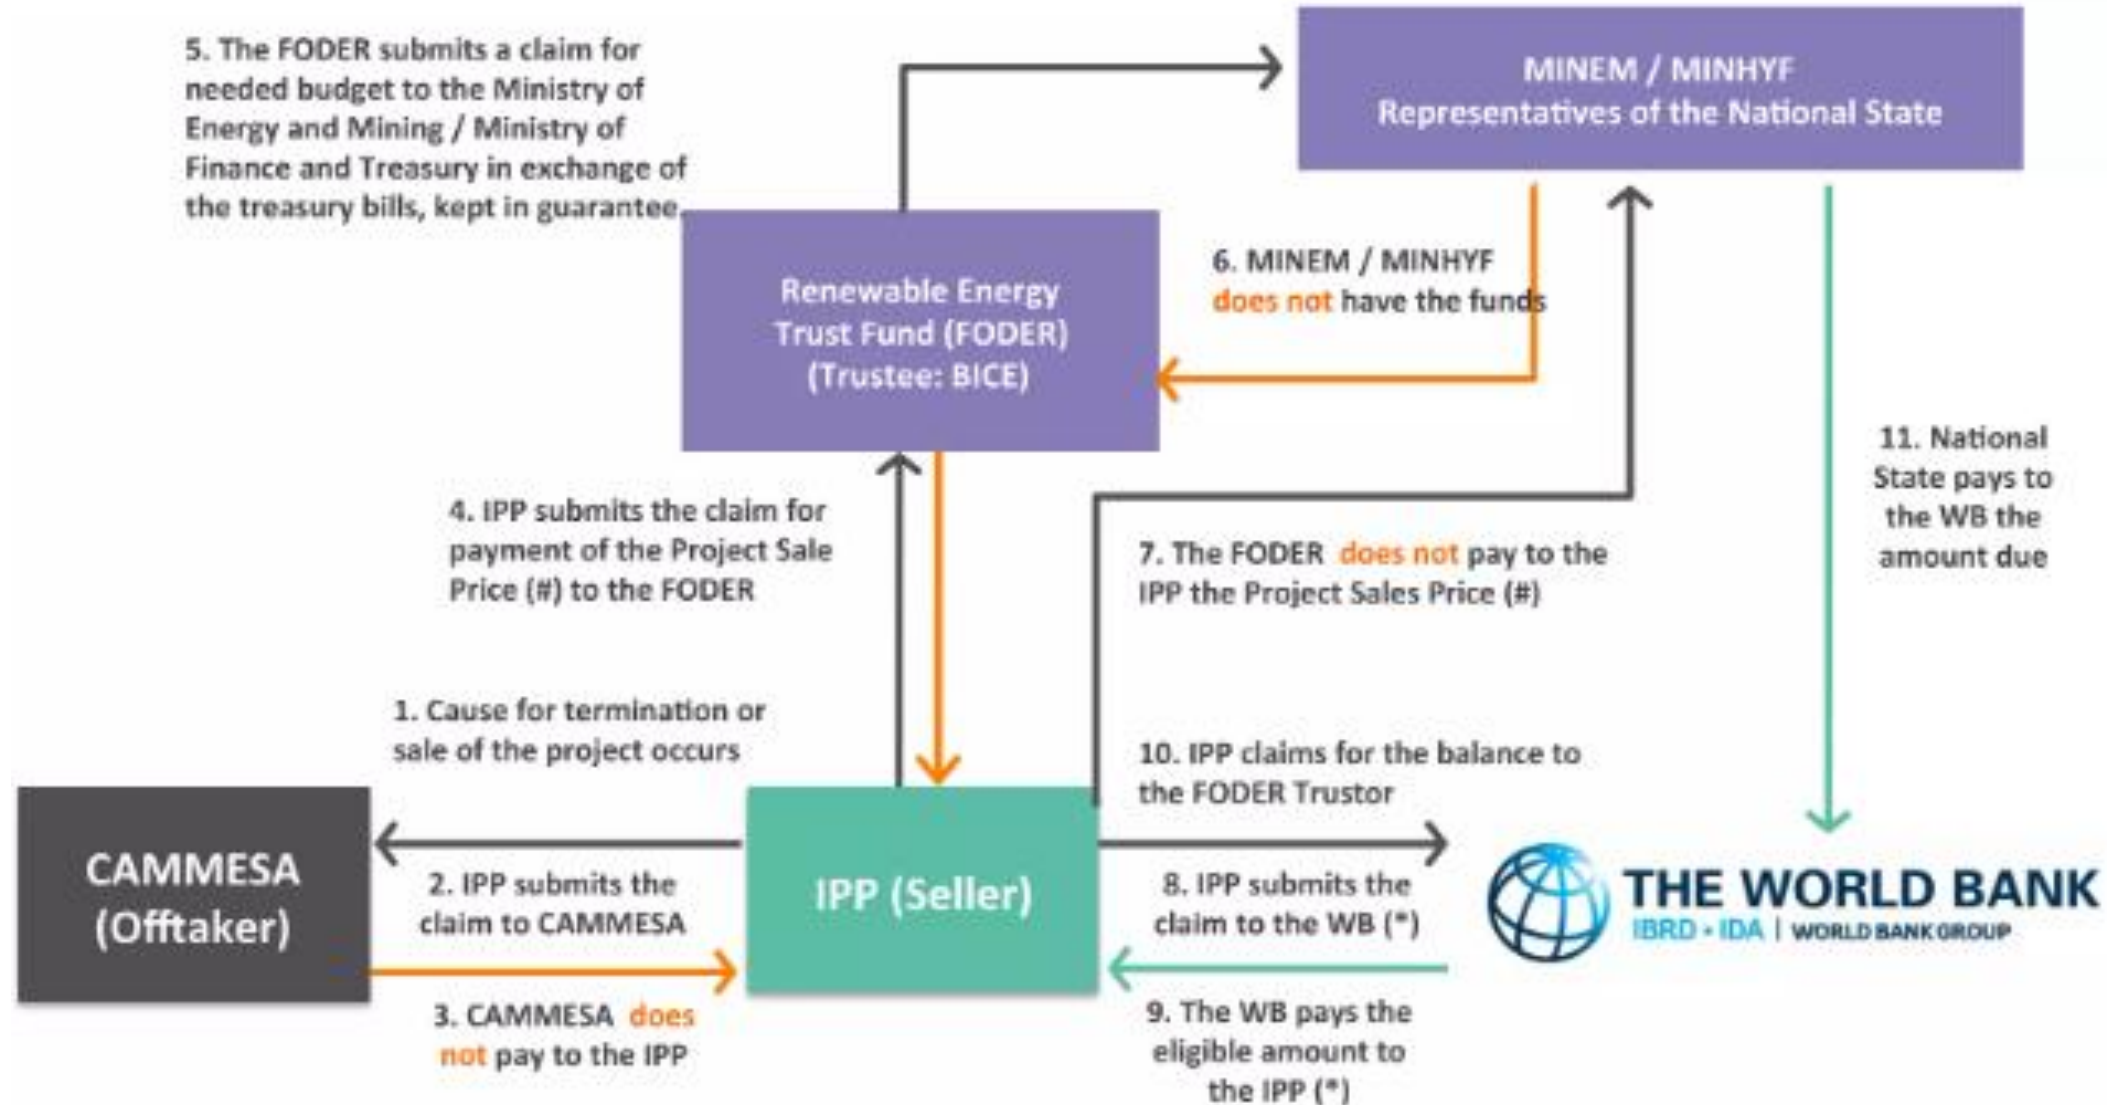 5. The FODER submits a claim for
needed budget to the Ministry of
Energy and Mining / Ministry of
Finance and Treasury in exchange of
the treasury bills, kept in guarantee.
MINEM / MINHYF
Representatives of the National State
Renewable Energy
Trust Fund (FODER)
(Trustee: BICE)
6. MINEM / MINHYF
does not have the funds
11. National
State pays to
the WB the
amount due
4. IPP submits the claim for
payment of the Project Sale
Price (#) to the FODER
7. The FODER does not pay to the
IPP the Project Sales Price (#)
1. Cause for termination or
sale of the project occurs
10. IPP claims for the balance to
the FODER Trustor
CAMMESA
(Offtaker)
2. IPP submits the
claim to CAMMESA
3. CAMMESA does
not pay to the IPP
IPP (Seller)
8. IPP submits the
claim to the WB (*)
9. The WB pays the
eligible amount to
the IPP (*)
THE WORLD BANK
IBRD • IDA | WORLD BANK GROUP